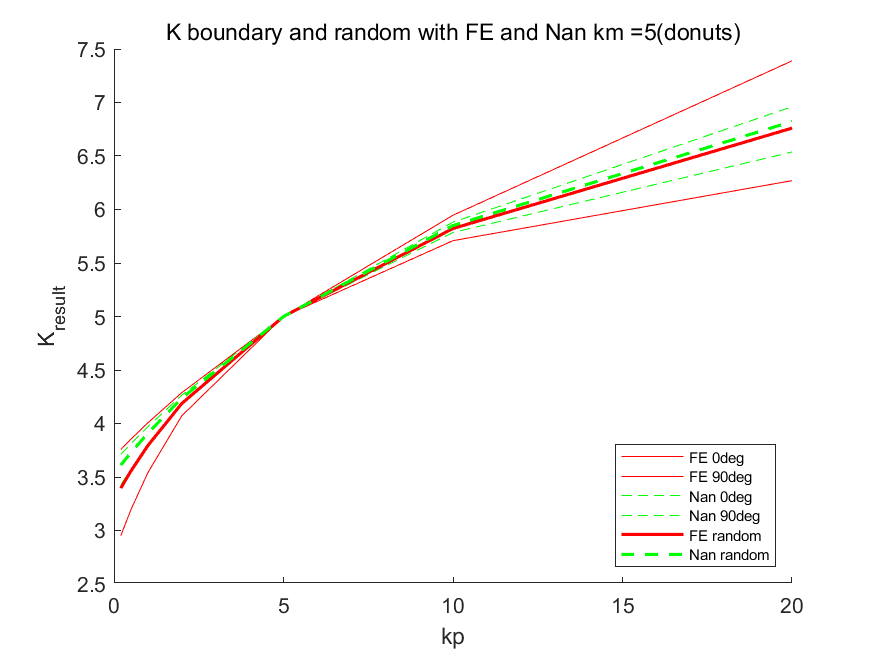 K boundary and random with FE and Nan km =5(donuts)
7.5
7
6.5
6
5.5
5
4.5
4
3.5
3
2.5
K_result
0
5
10
15
20
kp
FE 0deg
FE 90deg
Nan 0deg
Nan 90deg
FE random
Nan random